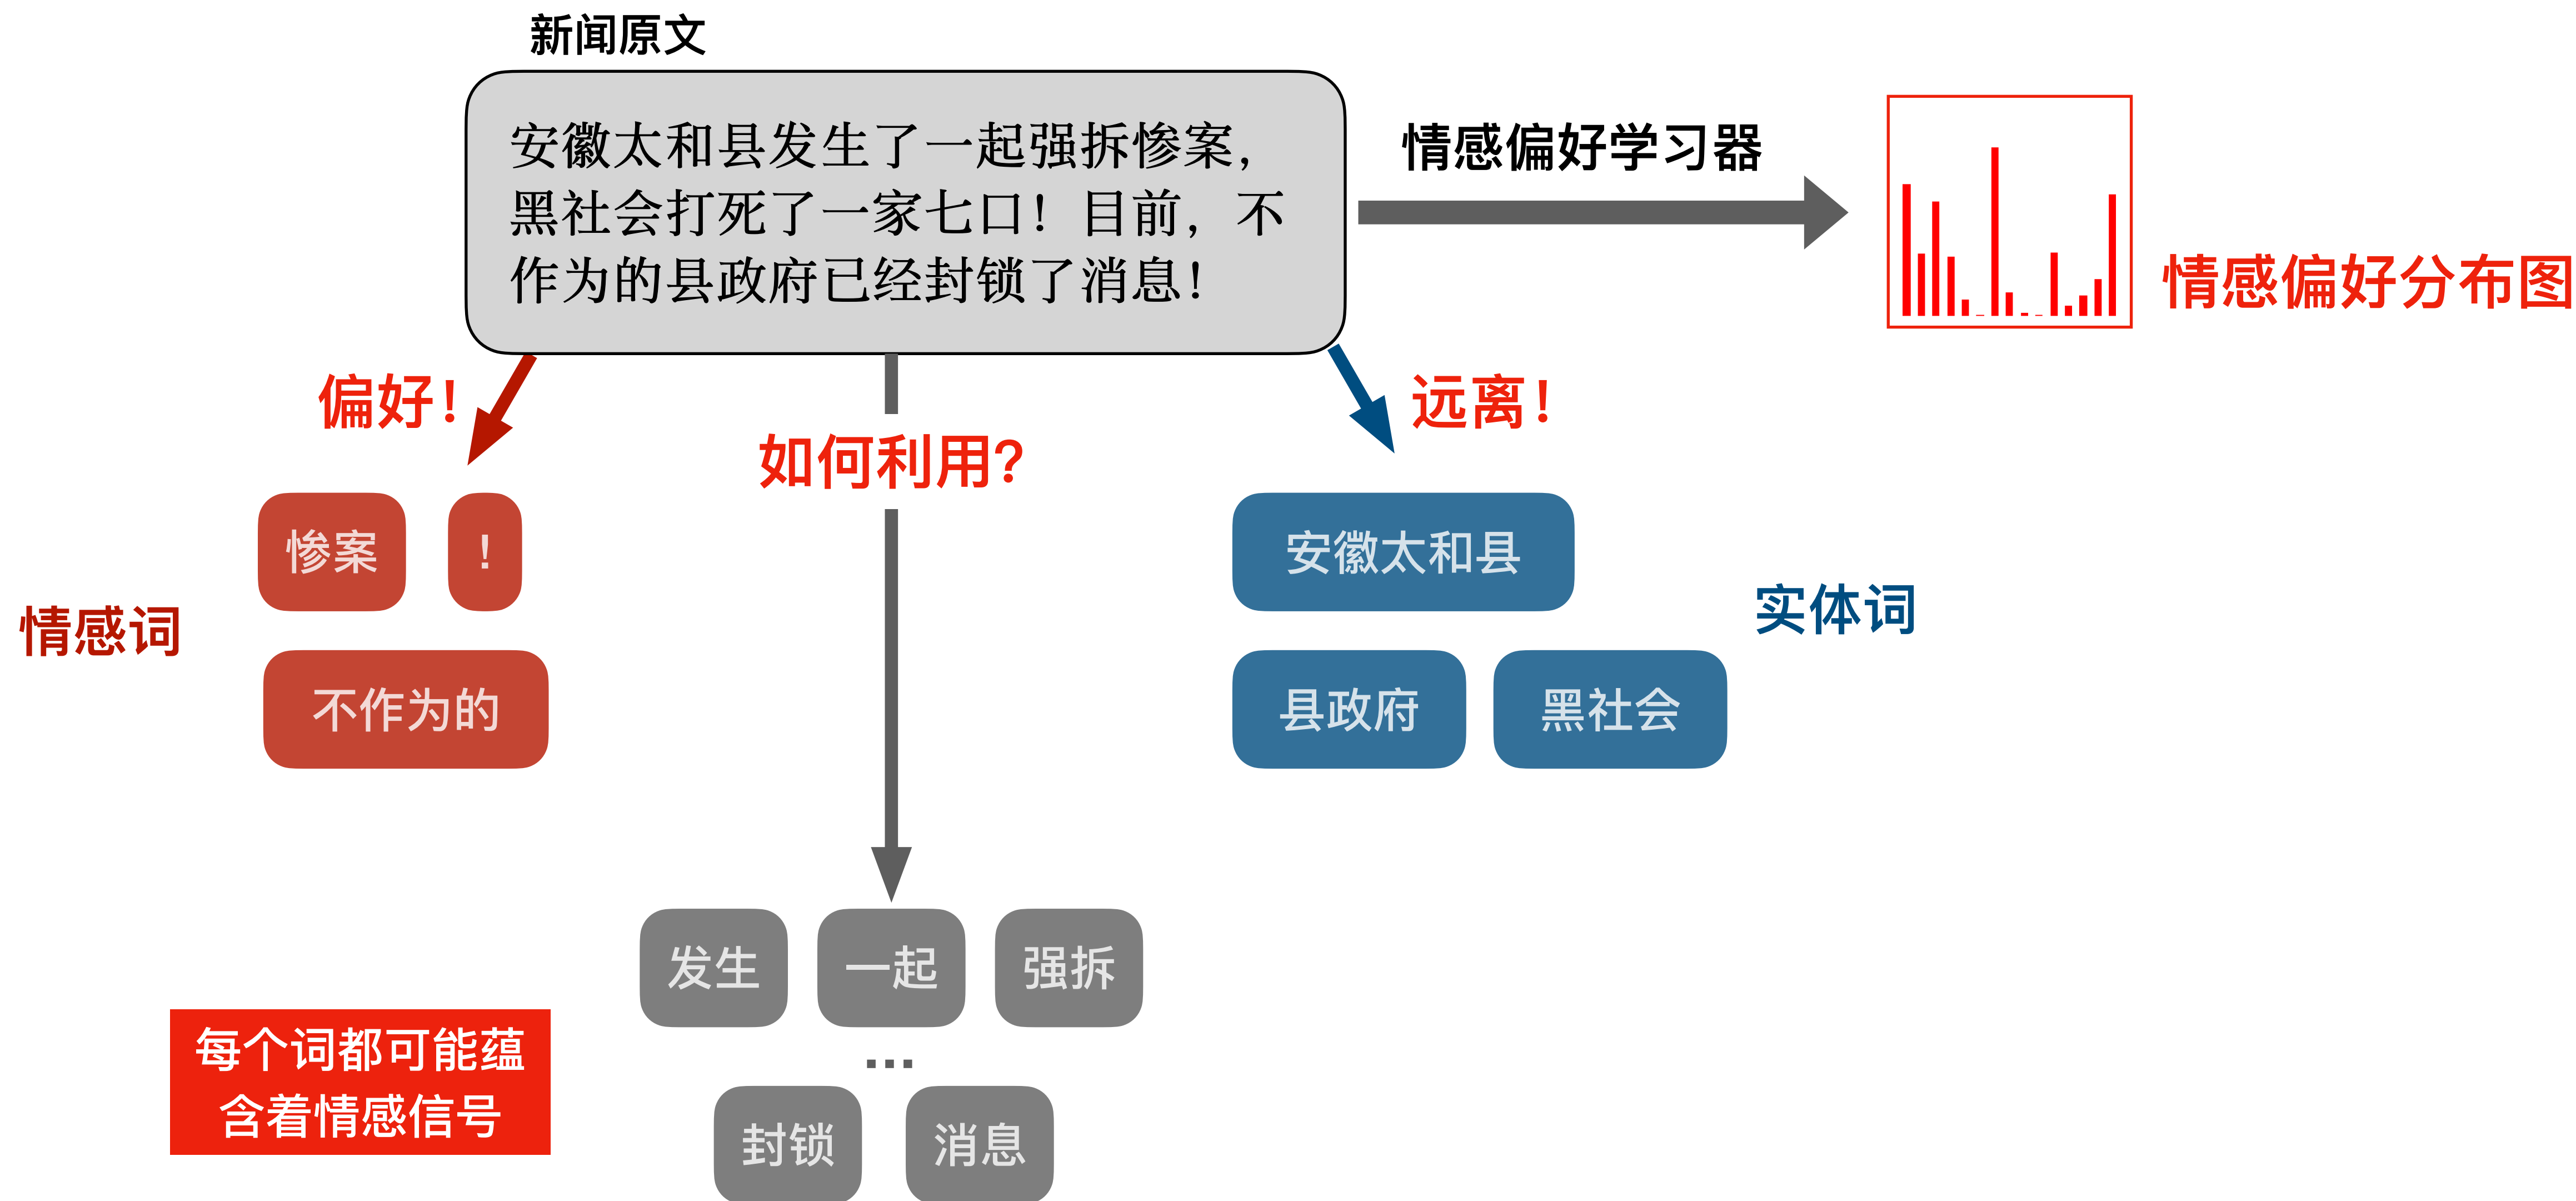 新闻原文
安徽太和县发生了一起强拆惨案，
黑社会打死了一家七口！目前，不
作为的县政府已经封锁了消息！
情感偏好学习器
情感偏好分布图
偏好！
如何利用?
远离！
情感词
惨案
！
不作为的
安徽太和县
县政府
黑社会
实体词
发生
一起
强拆
...
封锁
消息
每个词都可能蕴
含着情感信号